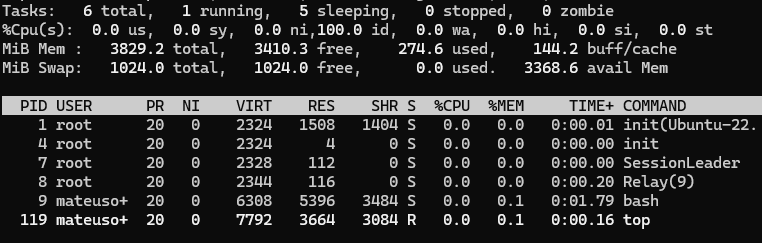 Tasks:   6 total,   1 running,   5 sleeping,   0 stopped,   0 zombie
%Cpu(s):  0.0 us,  0.0 sy,  0.0 ni,100.0 id,  0.0 wa,  0.0 hi,  0.0 si,  0.0 st
MiB Mem :   3829.2 total,   3410.3 free,    274.6 used,    144.2 buff/cache
MiB Swap:   1024.0 total,   1024.0 free,      0.0 used.   3368.6 avail Mem
PID USER      PR  NI    VIRT    RES    SHR S  %CPU  %MEM     TIME+ COMMAND
1 root      20   0    2324   1508   1404 S   0.0   0.0   0:00.01 init(Ubuntu-22.
4 root      20   0    2324      4      0 S   0.0   0.0   0:00.00 init
7 root      20   0    2328    112      0 S   0.0   0.0   0:00.00 SessionLeader
8 root      20   0    2344    116      0 S   0.0   0.0   0:00.20 Relay(9)
9 mateuso+  20   0    6308   5396   3484 S   0.0   0.1   0:01.79 bash
119 mateuso+  20   0    7792   3664   3084 R   0.0   0.1   0:00.16 top